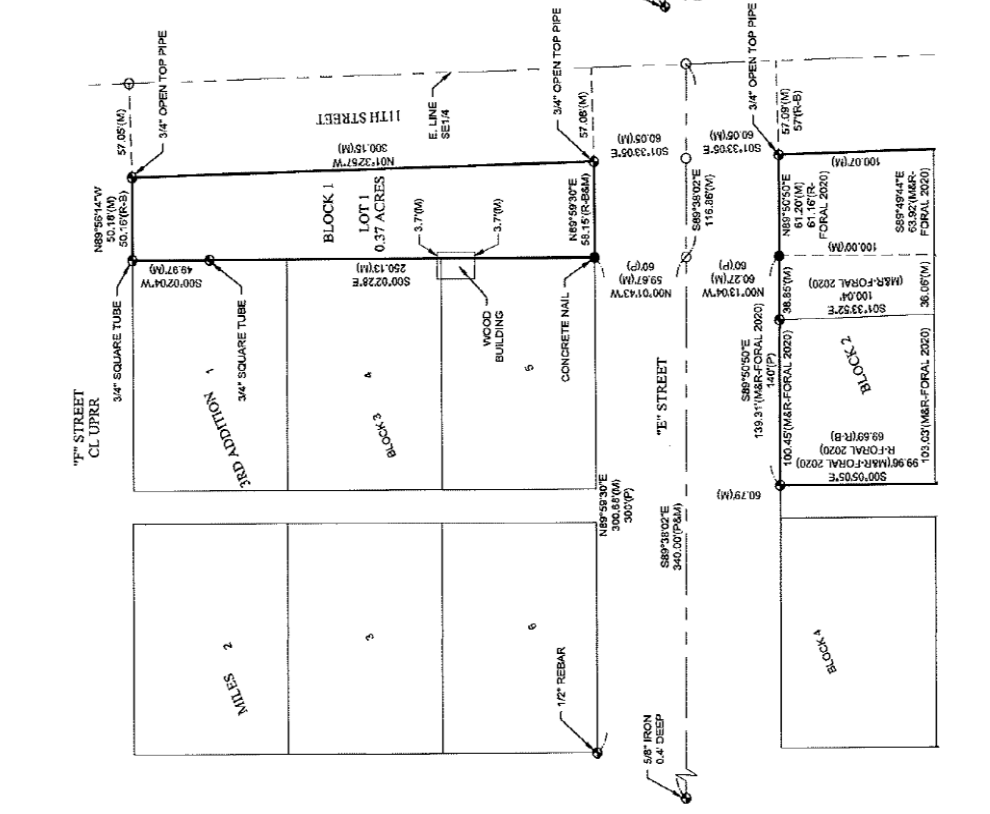 "F" STREET
CL UPRR
3/4" SQUARE TUBE
N89°56'14"W
50.16'(M)
50.16'(R-B)
57.05'(M)
3/4" OPEN TOP PIPE
S00°02'04"W
49.97'(M)
3/4" SQUARE TUBE
11TH STREET
N01°32'57"W
300.15'(M)
BLOCK 1
LOT 1
0.37 ACRES
E. LINE
SE1/4
S00°02'28"E
250.13'(M)
3.7'(M)
3.7'(M)
WOOD
BUILDING
CONCRETE NAIL
N89°59'30"E
58.15'(R-B&M)
57.08'(M)
3/4" OPEN TOP PIPE
1
3RD ADDITION
4
BLOCK 3
5
MILES
2
3
6
1/2" REBAR
N89°59'30"E
300.68'(M)
300'(P)
N00°01'43"W
59.67'(M)
60'(P)
S01°33'05"E
60.05'(M)
"E" STREET
S89°38'02"E
116.86'(M)
S89°38'02"E
340.00'(P&M)
5/8" IRON
0.4' DEEP
N00°13'04"W
60.27'(M)
60'(P)
S01°33'05"E
60.05'(M)
3/4" OPEN TOP PIPE
57.09'(M)
57'(R-B)
N89°50'50"E
61.20'(M)
61.16'(R-
FORAL 2020)
100.07'(M)
100.00'(M)
S89°49'44"E
63.92'(M&R-
FORAL 2020)
S89°50'50"E
139.31'(M&R-FORAL 2020)
140'(P)
38.85'(M)
S01°33'52"E
100.04'
(M&R-FORAL 2020)
36.06'(M)
100.45'(M&R-FORAL 2020)
BLOCK 2
S00°05'05"E
99.96'(M&R-FORAL 2020)
R-FORAL 2020)
69.69'(R-B)
103.03'(M&R-FORAL 2020)
60.79'(M)
BLOCK 4